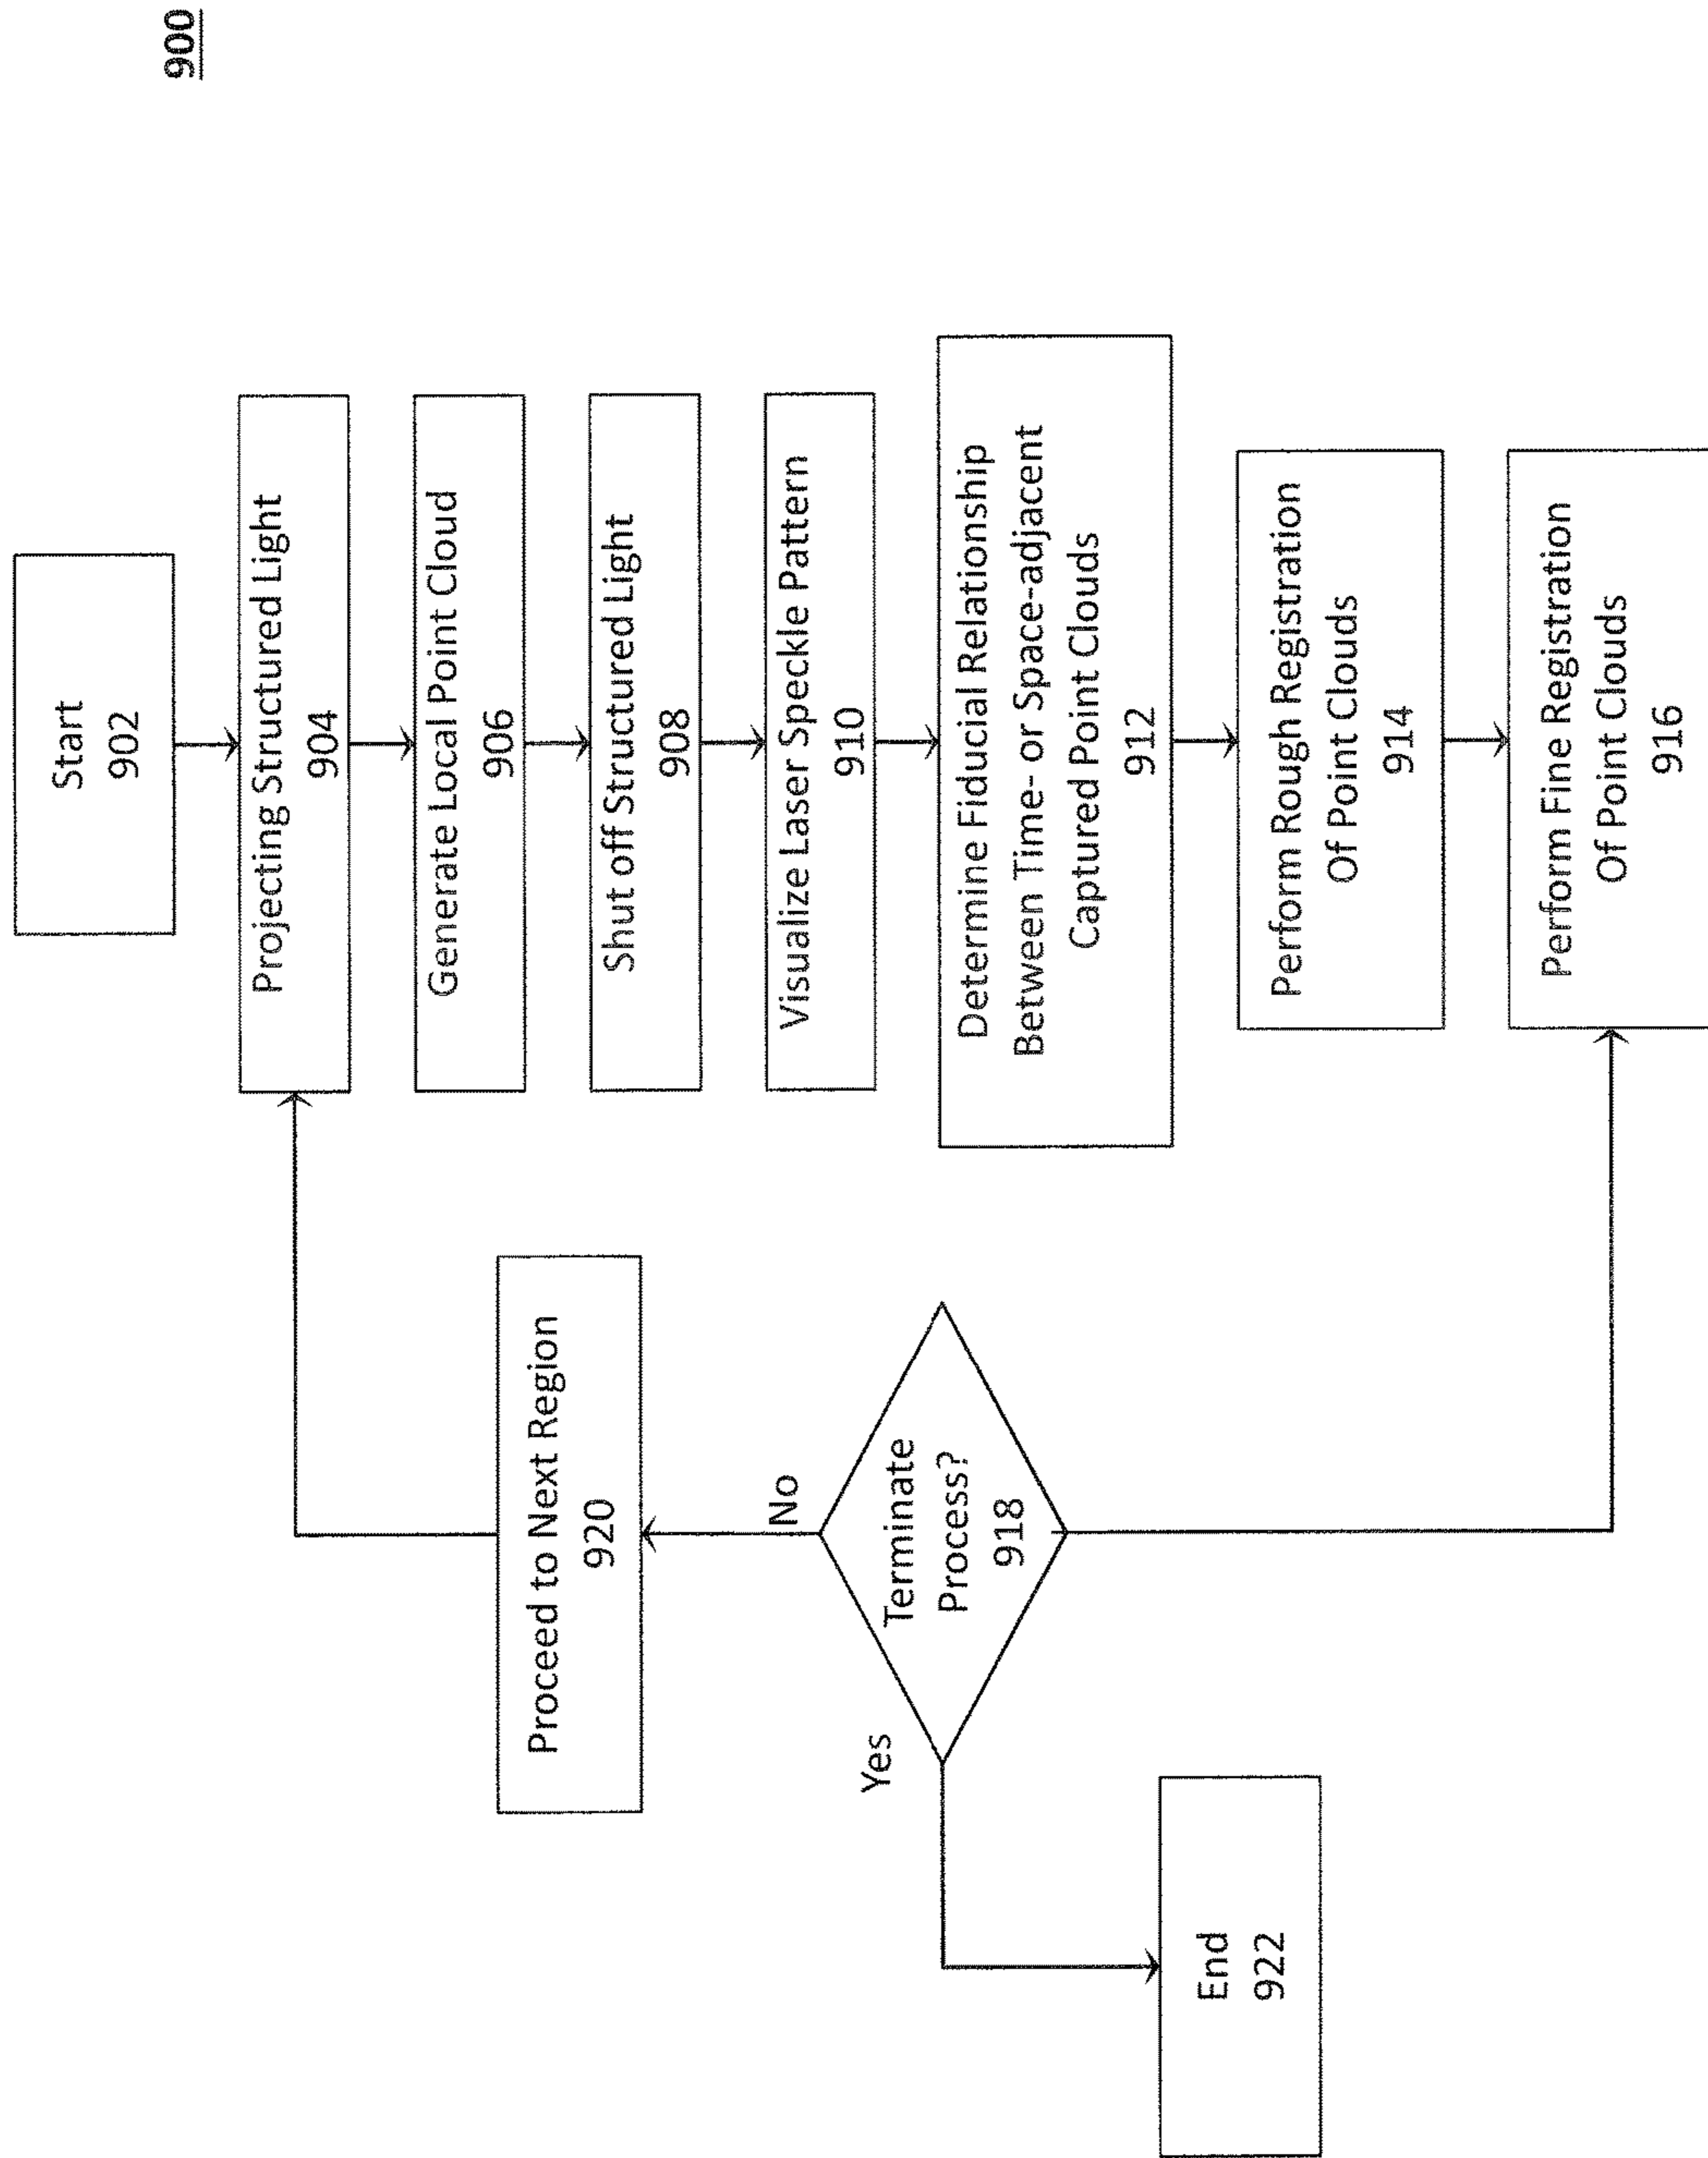 900
Start
902
Projecting Structured Light
904
Generate Local Point Cloud
906
Shut off Structured Light
908
Visualize Laser Speckle Pattern
910
Determine Fiducial Relationship
Between Time- or Space-adjacent
Captured Point Clouds
912
Perform Rough Registration
Of Point Clouds
914
Perform Fine Registration
Of Point Clouds
916
Terminate
Process?
918
No
Proceed to Next Region
920
Yes
End
922